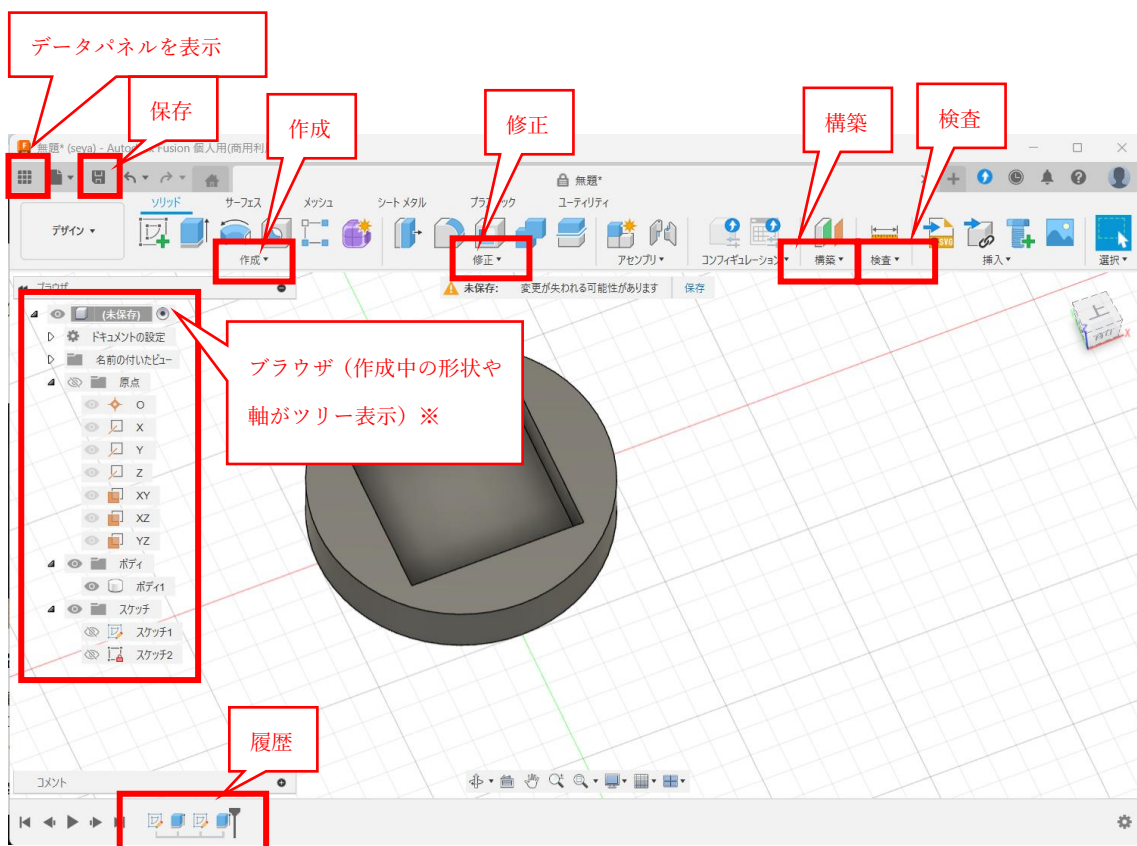 データパネルを表示
保存
作成
修正
構築
検査
無題* (seya) - Autodesk Fusion 個人用(商用利
無題*
ソリッド
サーフェス
メッシュ
シート メタル
ユーティリティ
デザイン
作成
修正
アセンブリ
コンフィギュレーション
構築
検査
挿入
選択
SVG
ブラウザ
未保存: 変更が失われる可能性があります 保存
(未保存)
ドキュメントの設定
名前の付いたビュー
原点
O
X
Y
Z
XY
XZ
YZ
ボディ
ボディ1
スケッチ
スケッチ1
スケッチ2
ブラウザ(作成中の形状や
軸がツリー表示)※
上
X
履歴
コメント